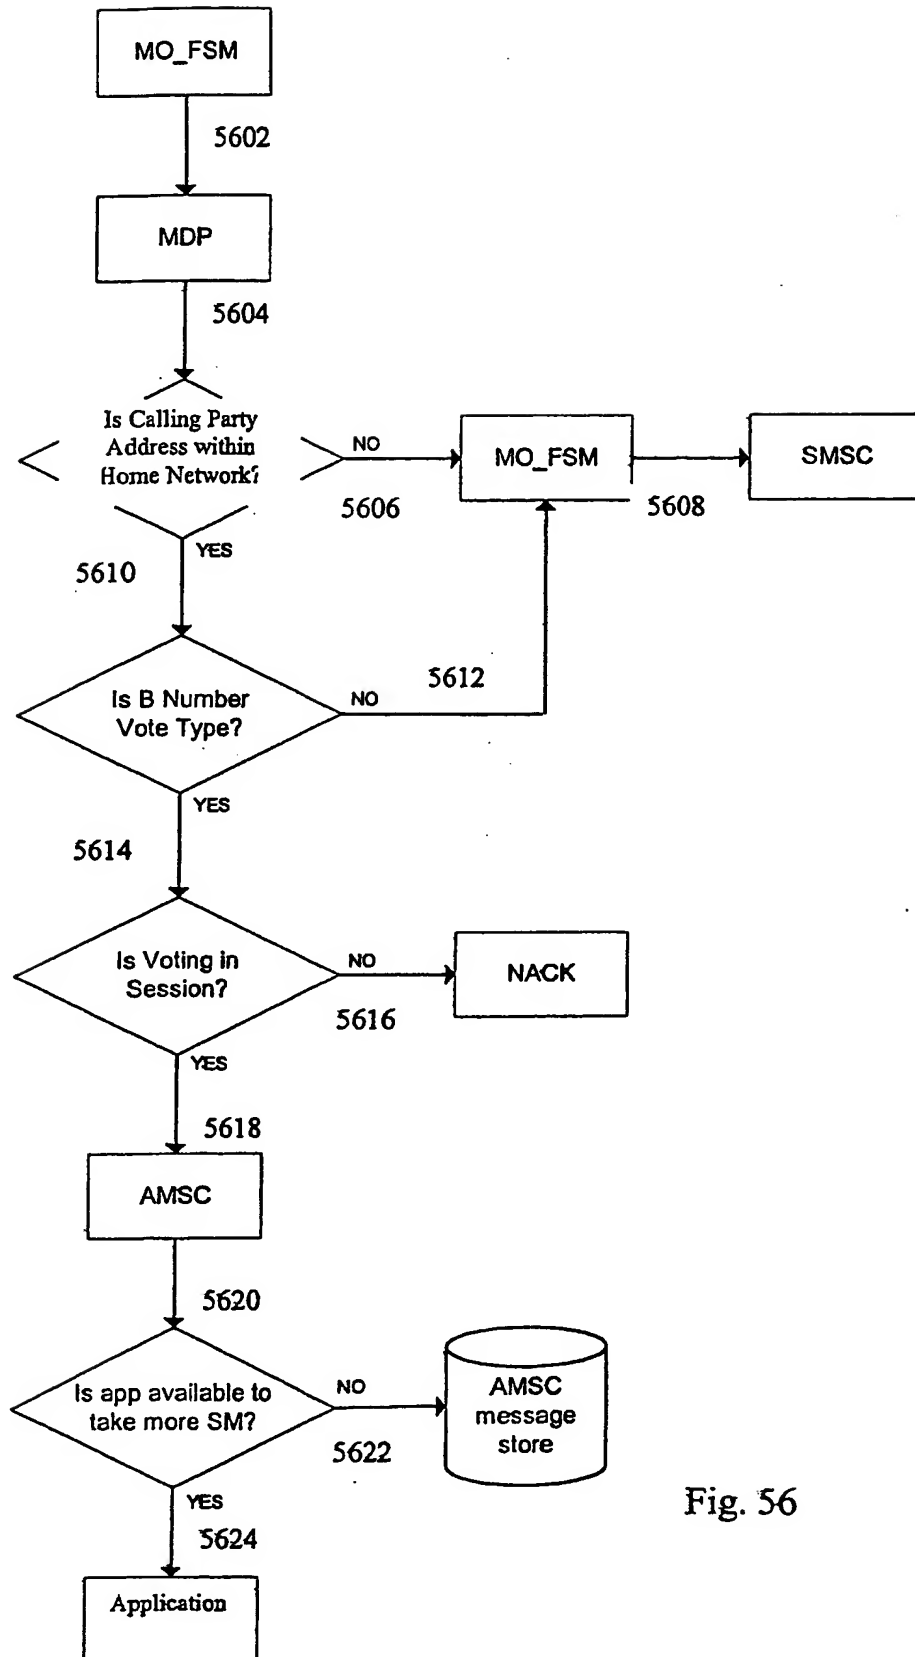 MO_FSM
5602
MDP
5604
Is Calling Party
Address within
Home Network?
NO
5606
MO_FSM
5608
SMSC
YES
5610
Is B Number
Vote Type?
NO
5612
YES
5614
Is Voting in
Session?
NO
5616
NACK
YES
5618
AMSC
5620
Is app available to
take more SM?
NO
5622
AMSC
message
store
YES
5624
Application
Fig. 56